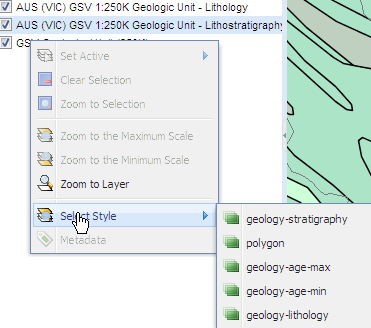 AUS (VIC) GSV 1:250K Geologic Unit - Lithology
AUS (VIC) GSV 1:250K Geologic Unit - Lithostratigraphy
GSV
Set Active
Clear Selection
Zoom to Selection
Zoom to the Maximum Scale
Zoom to the Minimum Scale
Zoom to Layer
Select Style
Metadata
geology-stratigraphy
polygon
geology-age-max
geology-age-min
geology-lithology